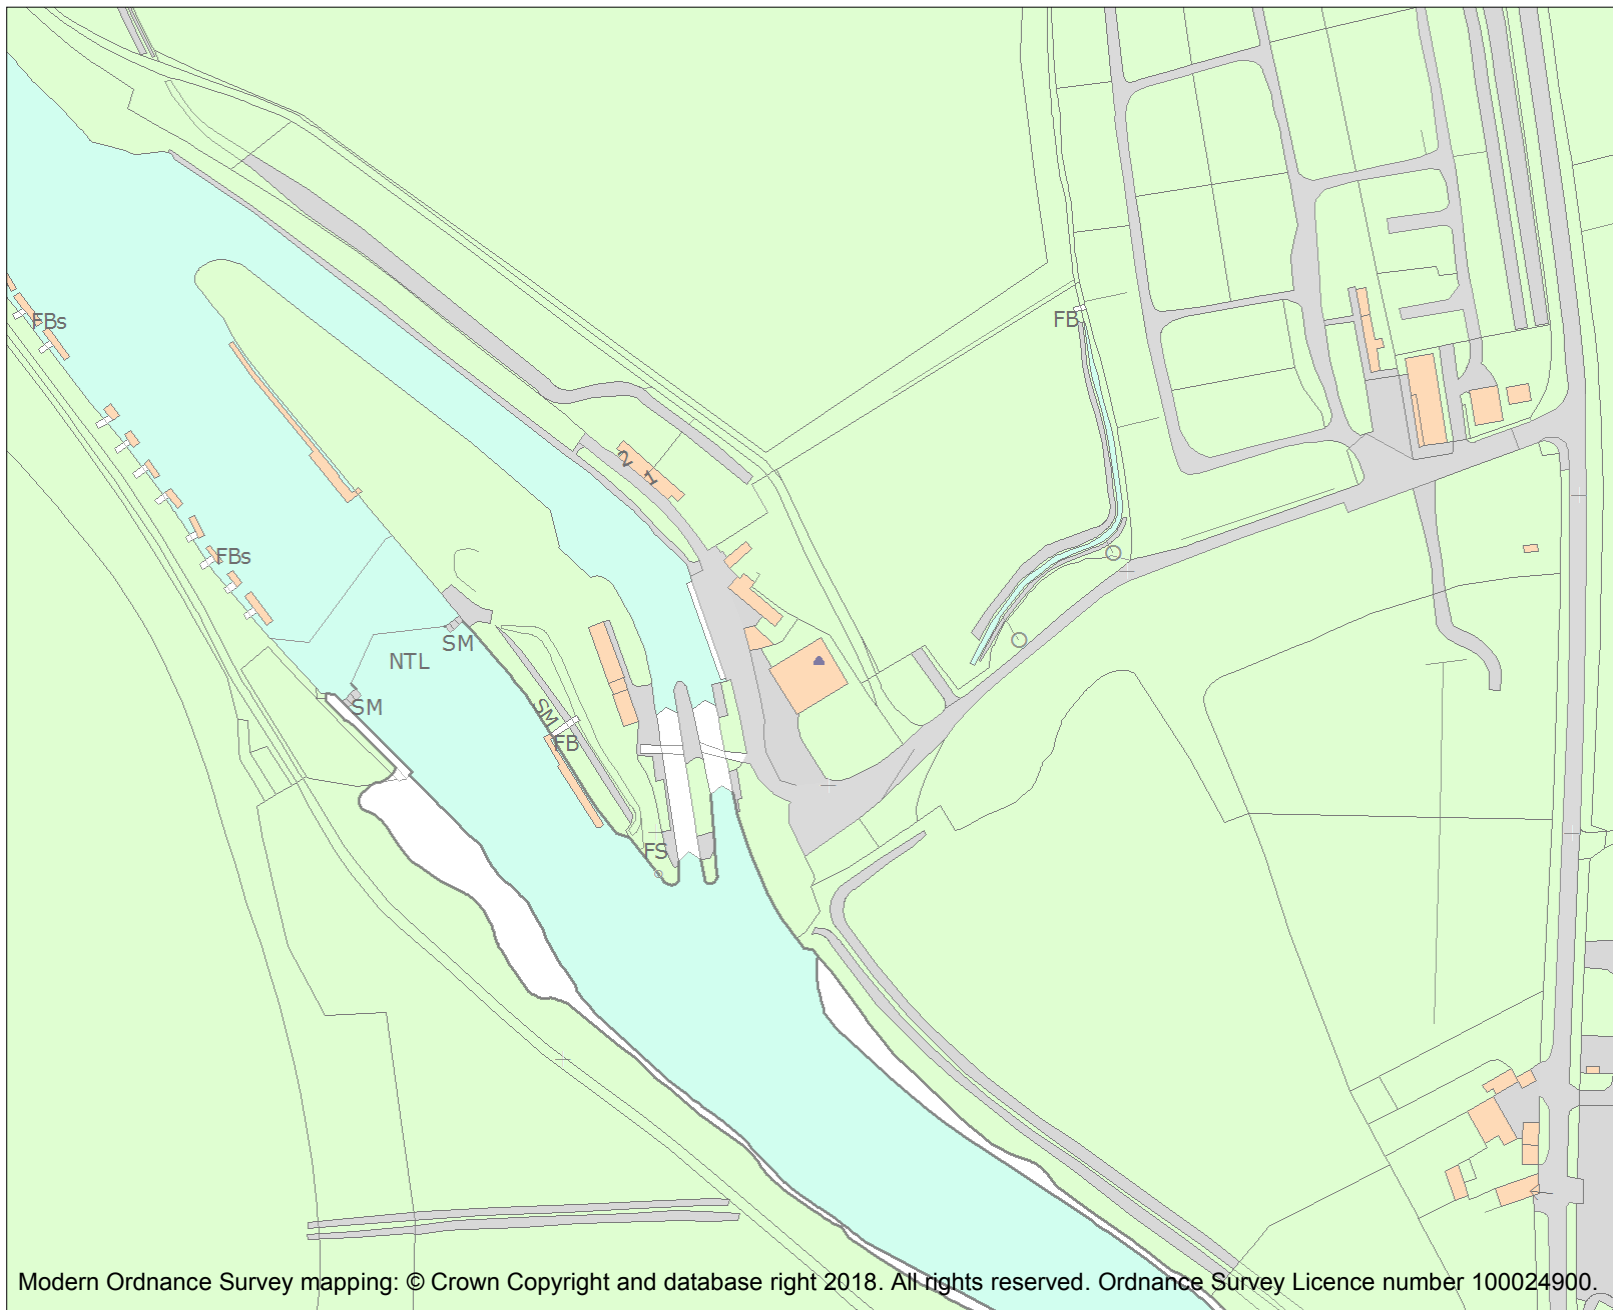 FBs
FB
2
1
FBs
SM
NTL
SM
SM
FB
FS
Modern Ordnance Survey mapping: © Crown Copyright and database right 2018. All rights reserved. Ordnance Survey Licence number 100024900.